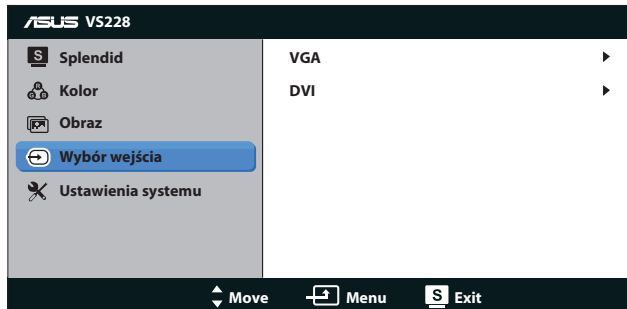 ASUS VS228
S Splendid
Kolor
Obraz
Wybór wejścia
Ustawienia systemu
VGA
DVI
Move Menu S Exit